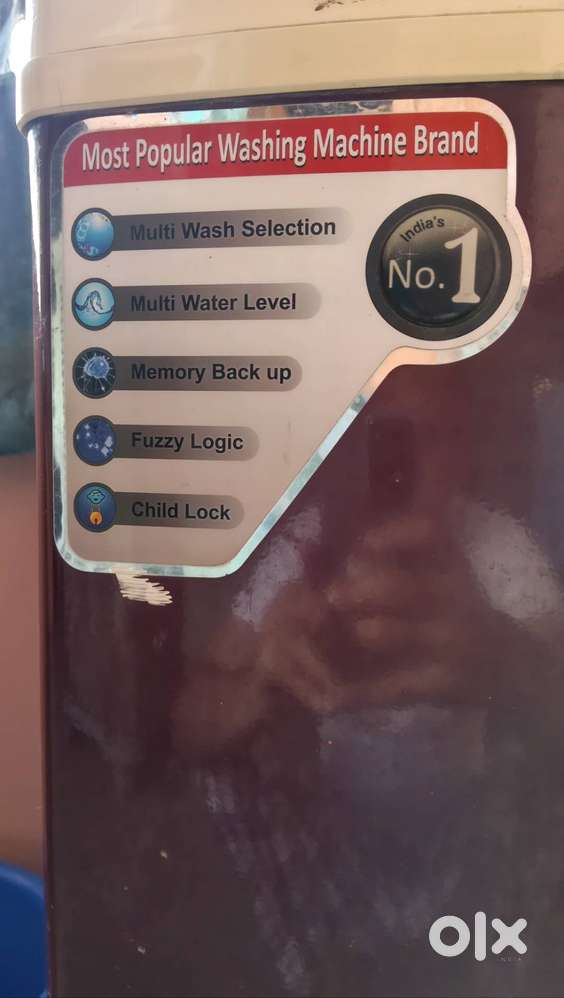 Most Popular Washing Machine Brand
India's
No.1
Multi Wash Selection
Multi Water Level
Memory Back up
Fuzzy Logic
Child Lock
olx
INDIA